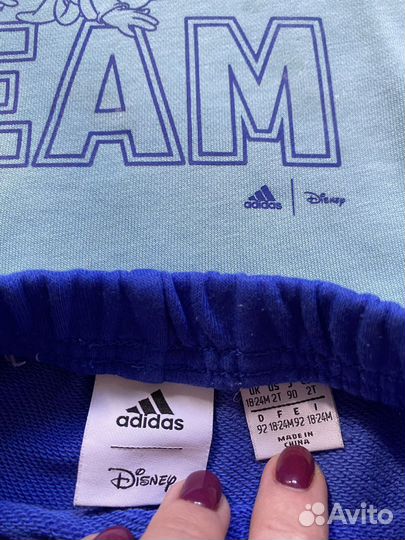 EAM
adidas | Disney
adidas
Disney
UK US
18-24M 2T 90 2T
D F E I
92 18-24M 92 18-24M
MADE IN
CHINA
Avito